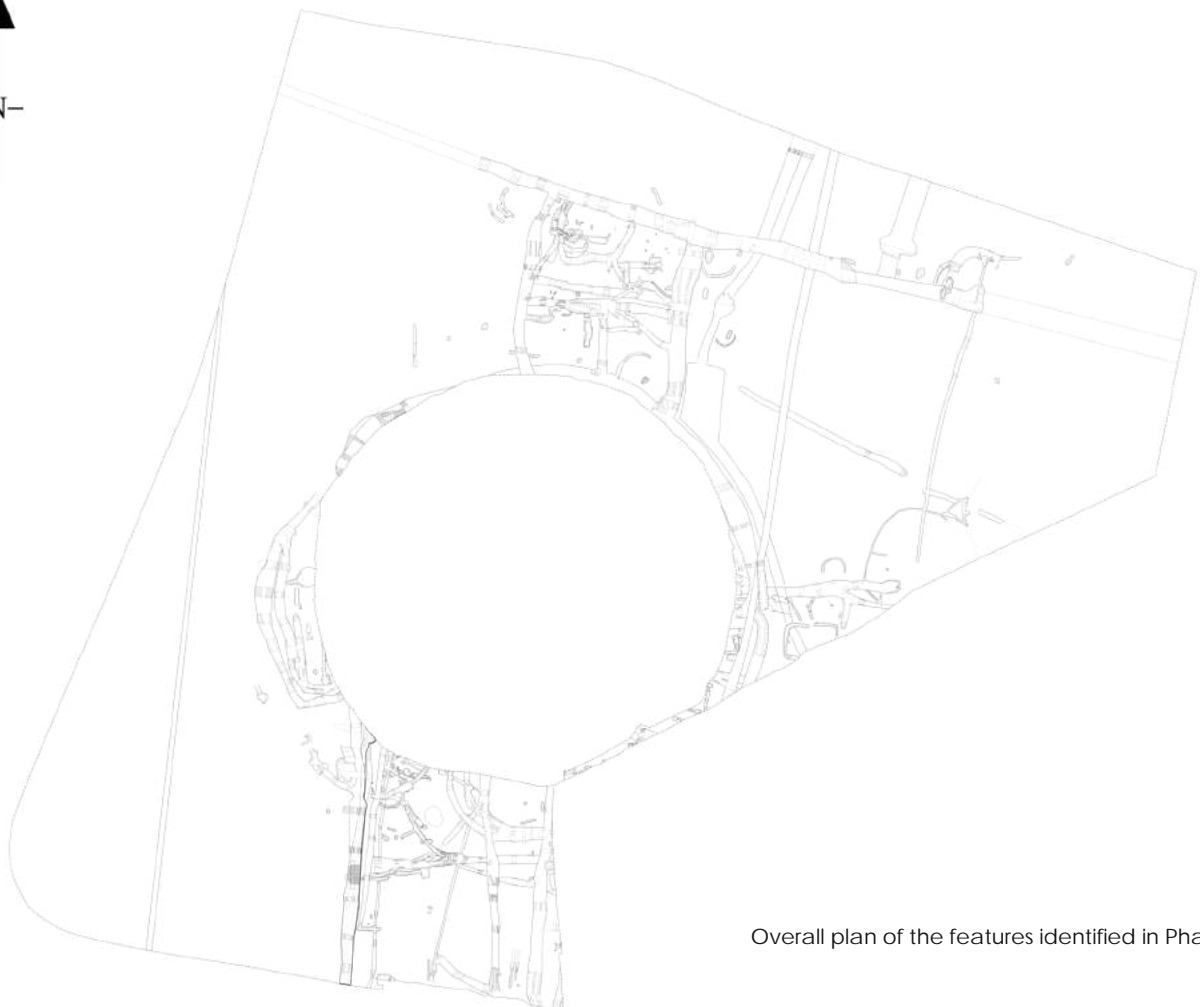 N–
Overall plan of the features identified in Pha